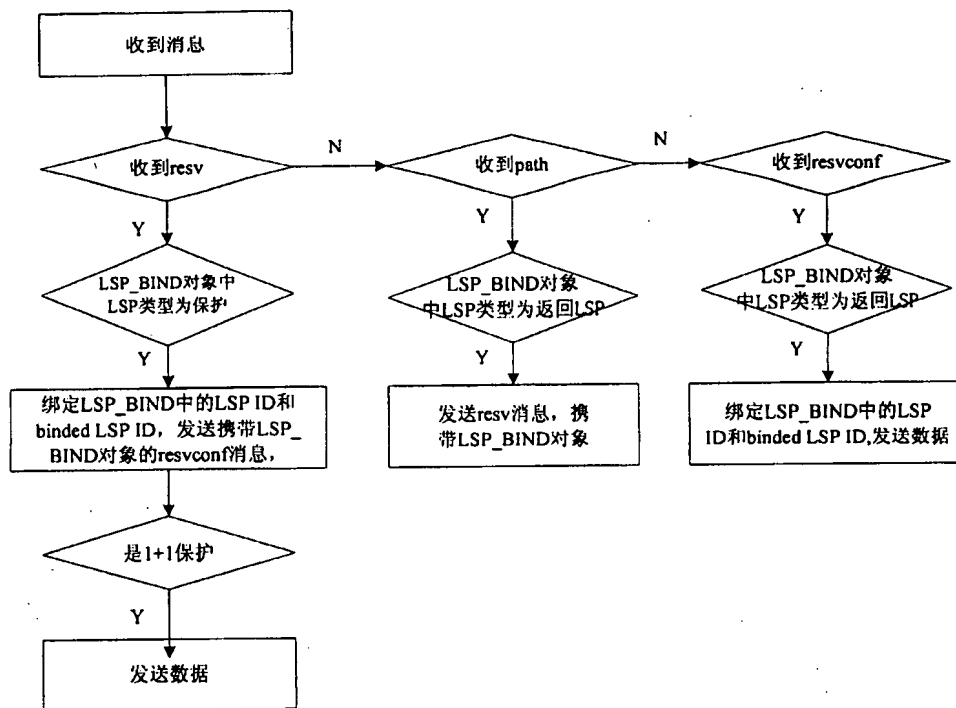 收到消息
收到resv
N
收到path
N
收到resvconf
Y
Y
Y
LSP_BIND对象中
LSP类型为保护
LSP_BIND对象
中LSP类型为返回LSP
LSP_BIND对象
中LSP类型为返回LSP
Y
Y
Y
绑定LSP_BIND中的LSP ID和
binded LSP ID，发送携带LSP_
BIND对象的resvconf消息，
发送resv消息，携
带LSP_BIND对象
绑定LSP_BIND中的LSP
ID和binded LSP ID,发送数据
是1+1保护
Y
发送数据